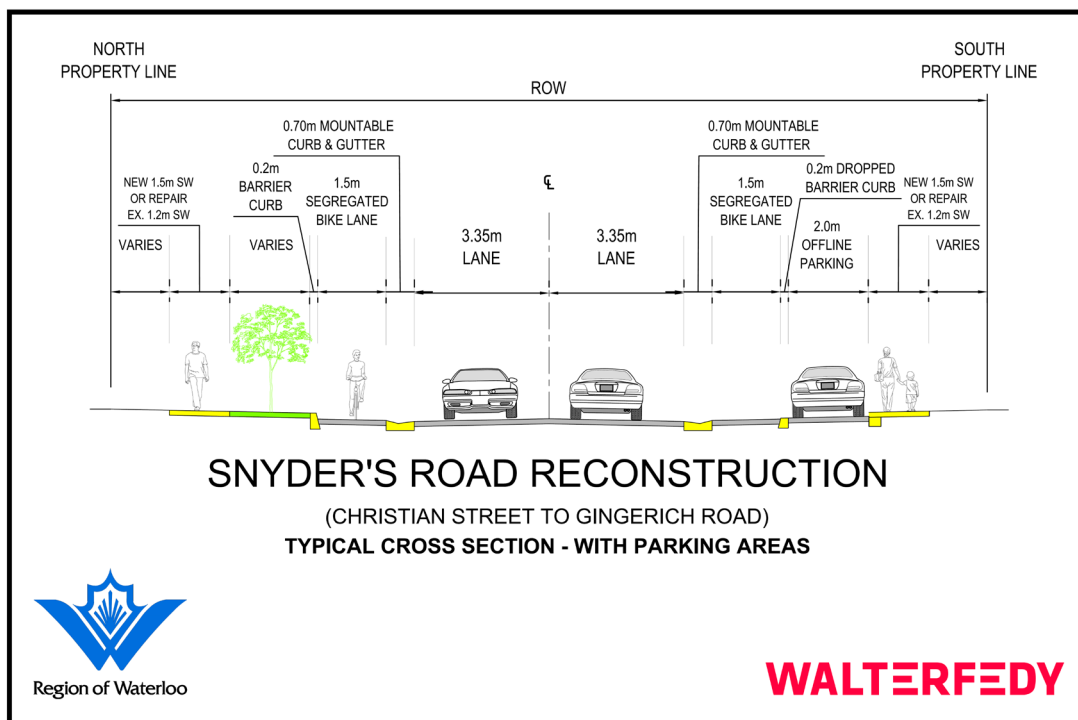 NORTH
PROPERTY LINE
SOUTH
PROPERTY LINE
ROW
0.70m MOUNTABLE
CURB & GUTTER
0.70m MOUNTABLE
CURB & GUTTER
NEW 1.5m SW
OR REPAIR
EX. 1.2m SW
0.2m
BARRIER
CURB
1.5m
SEGREGATED
BIKE LANE
℄
1.5m
SEGREGATED
BIKE LANE
0.2m DROPPED
BARRIER CURB
NEW 1.5m SW
OR REPAIR
EX. 1.2m SW
VARIES
VARIES
3.35m
LANE
3.35m
LANE
2.0m
OFFLINE
PARKING
VARIES
SNYDER'S ROAD RECONSTRUCTION
(CHRISTIAN STREET TO GINGERICH ROAD)
TYPICAL CROSS SECTION - WITH PARKING AREAS
Region of Waterloo
WALTERFEDY